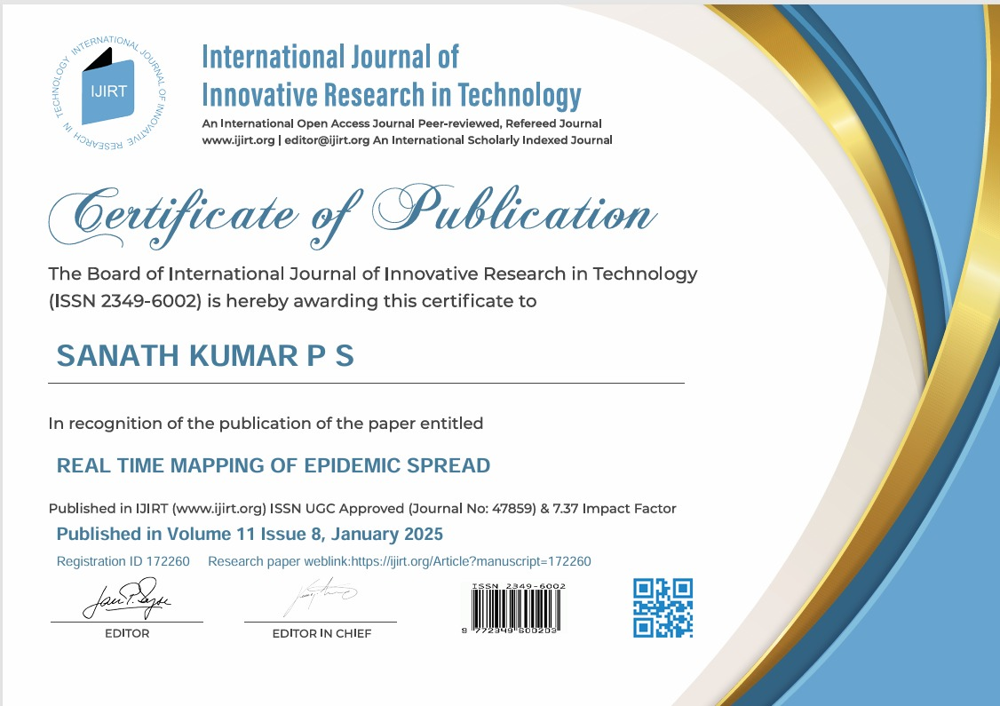 INTERNATIONAL JOURNAL OF INNOVATIVE RESEARCH IN TECHNOLOGY
IJIRT
International Journal of
Innovative Research in Technology
An International Open Access Journal Peer-reviewed, Refereed Journal
www.ijirt.org | editor@ijirt.org An International Scholarly Indexed Journal
Certificate of Publication
The Board of International Journal of Innovative Research in Technology
(ISSN 2349-6002) is hereby awarding this certificate to
SANATH KUMAR P S
In recognition of the publication of the paper entitled
REAL TIME MAPPING OF EPIDEMIC SPREAD
Published in IJIRT (www.ijirt.org) ISSN UGC Approved (Journal No: 47859) & 7.37 Impact Factor
Published in Volume 11 Issue 8, January 2025
Registration ID 172260 Research paper weblink:https://ijirt.org/Article?manuscript=172260
ISSN 2349-6002
EDITOR
EDITOR IN CHIEF